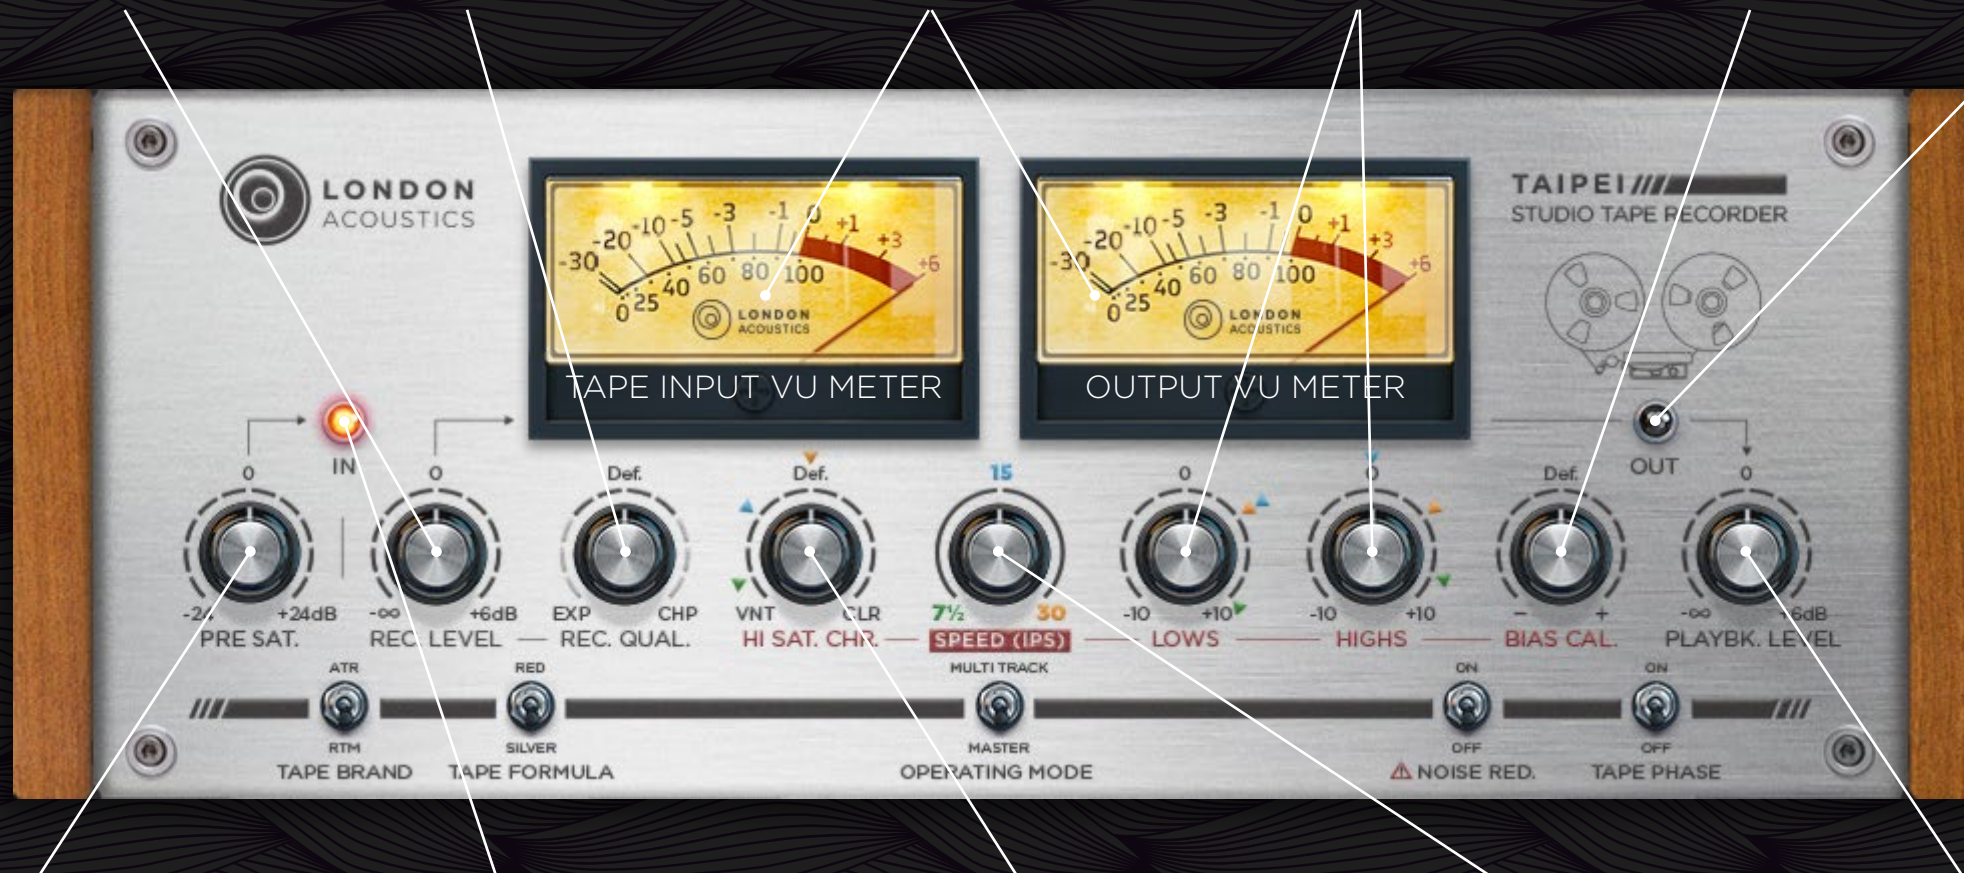 LONDON
ACOUSTICS
-30 -20 -10 -5 -3 -1 0 +1 +3 +6
0 25 40 60 80 100
LONDON
ACOUSTICS
TAPE INPUT VU METER
-30 -20 -10 -5 -3 -1 0 +1 +3 +6
0 25 40 60 80 100
LONDON
ACOUSTICS
OUTPUT VU METER
TAIPEI
STUDIO TAPE RECORDER
IN
OUT
0 0 Def. Def. 15 0 0 Def. 0
-24 +24dB -∞ +6dB EXP CHP VNT CLR 7½ 30 -10 +10 -10 +10 − + -∞ +6dB
PRE SAT. REC. LEVEL REC. QUAL. HI SAT. CHR. SPEED (IPS) LOWS HIGHS BIAS CAL. PLAYBK. LEVEL
ATR RED MULTI TRACK ON ON
RTM SILVER MASTER OFF OFF
TAPE BRAND TAPE FORMULA OPERATING MODE NOISE RED. TAPE PHASE